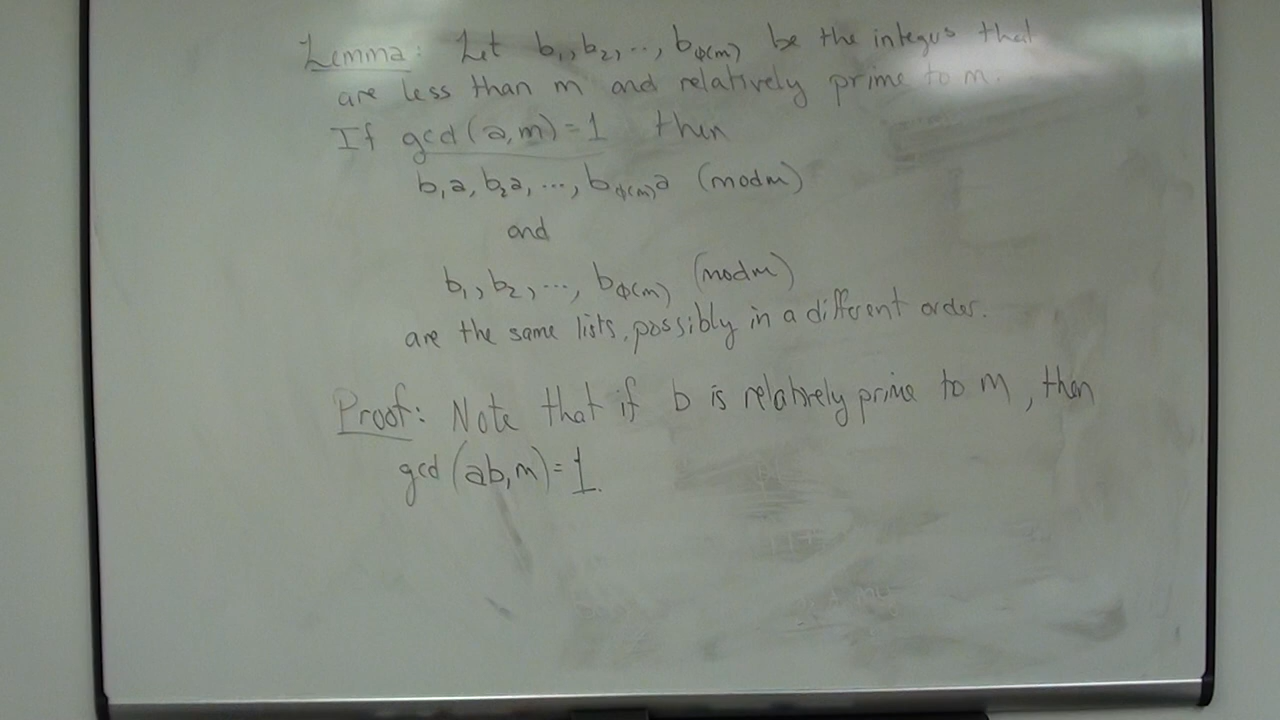 Lemma: Let b₁, b₂, ..., b_φ(m) be the integers that
are less than m and relatively prime to m.
If gcd(a,m)=1 then
b₁a, b₂a, ..., b_φ(m)a (mod m)
and
b₁, b₂, ..., b_φ(m) (mod m)
are the same lists, possibly in a different order.
Proof: Note that if b is relatively prime to m, then
gcd(ab,m)=1.